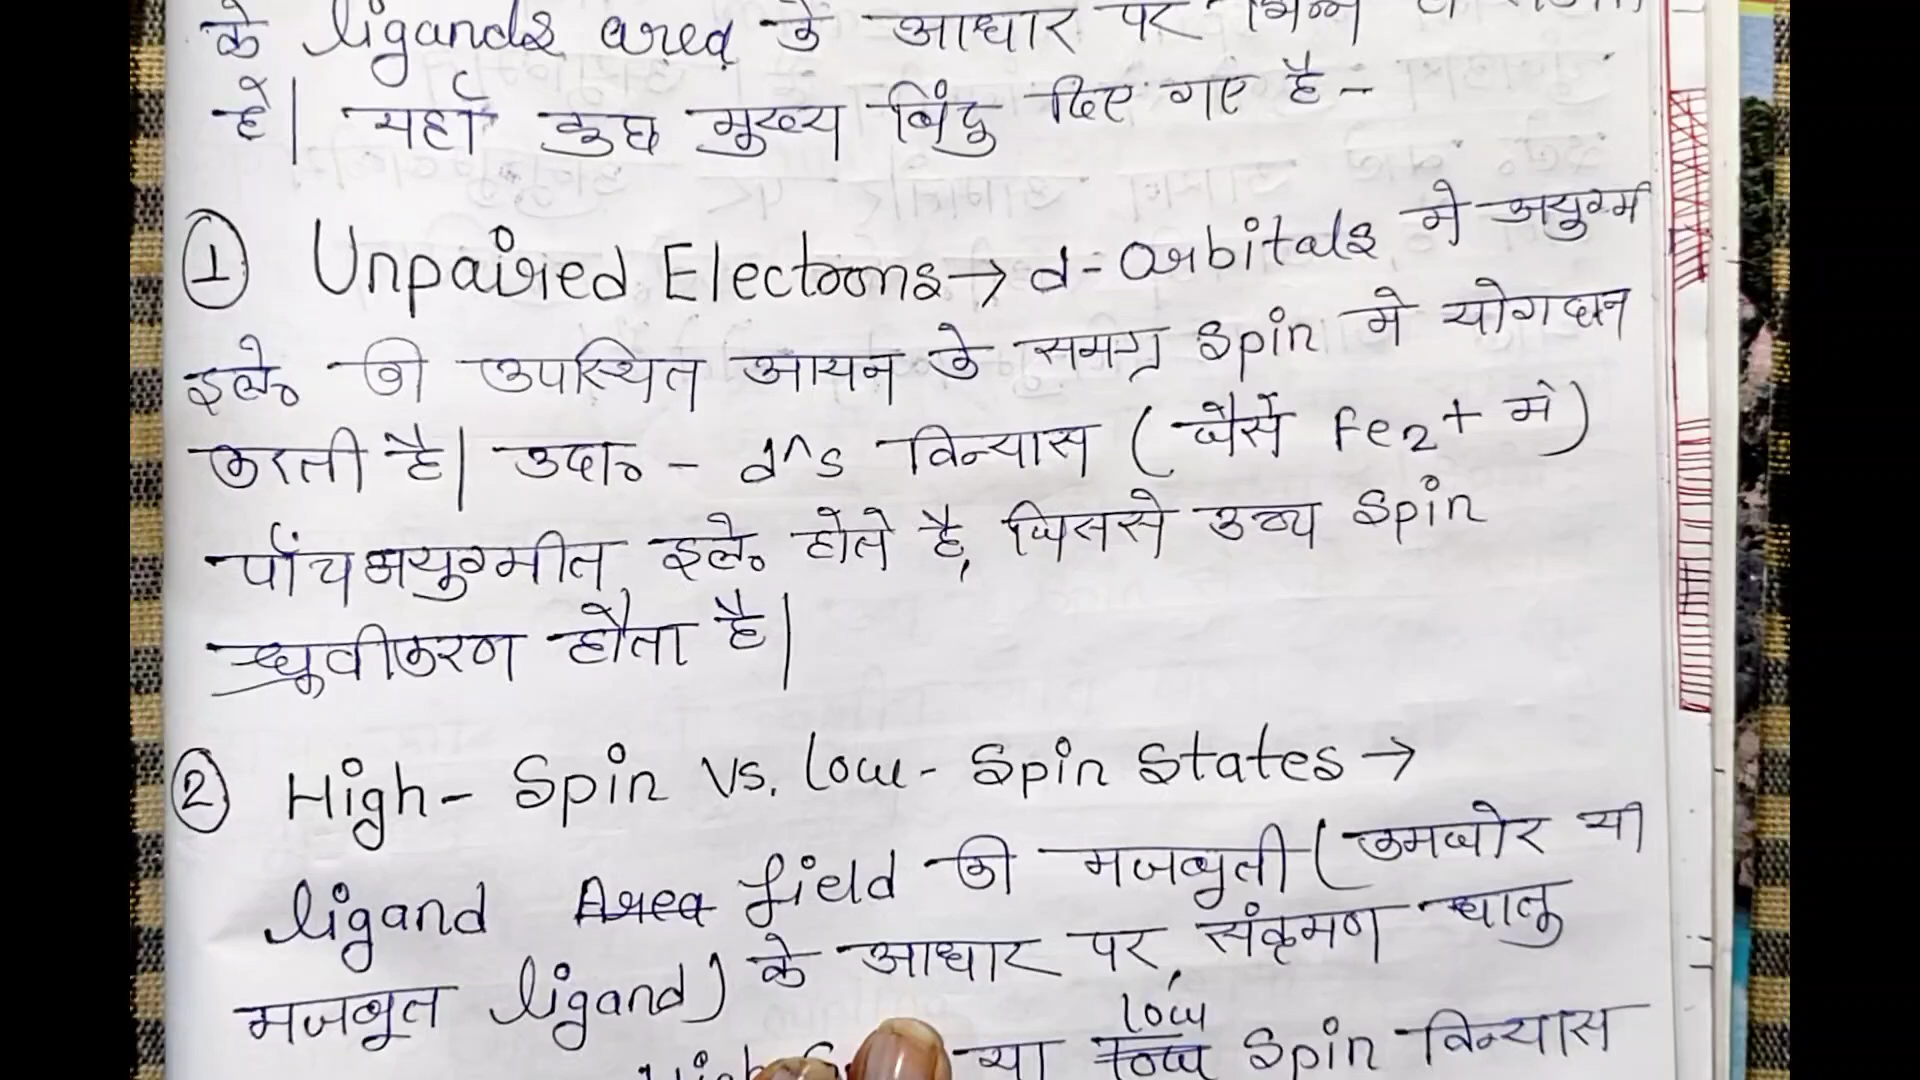 के ligands area के आधार पर भिन्न
है| यहाँ कुछ मुख्य बिंदु दिए गए है -
① Unpaired Electrons → d-orbitals मे अयुग्म
इले० की उपस्थित आयन के समग्र spin मे योगदान
करती है| उदा० - d^5 विन्यास (जैसे Fe2+ में)
पाँच अयुग्मीत इले० होते है, जिससे उच्च spin
ध्रुवीकरण होता है|
② High- Spin vs. low- spin states →
ligand Area field की मजबूती (कमजोर या
मजबूत ligand) के आधार पर, संक्रमण धातु
या low low spin विन्यास